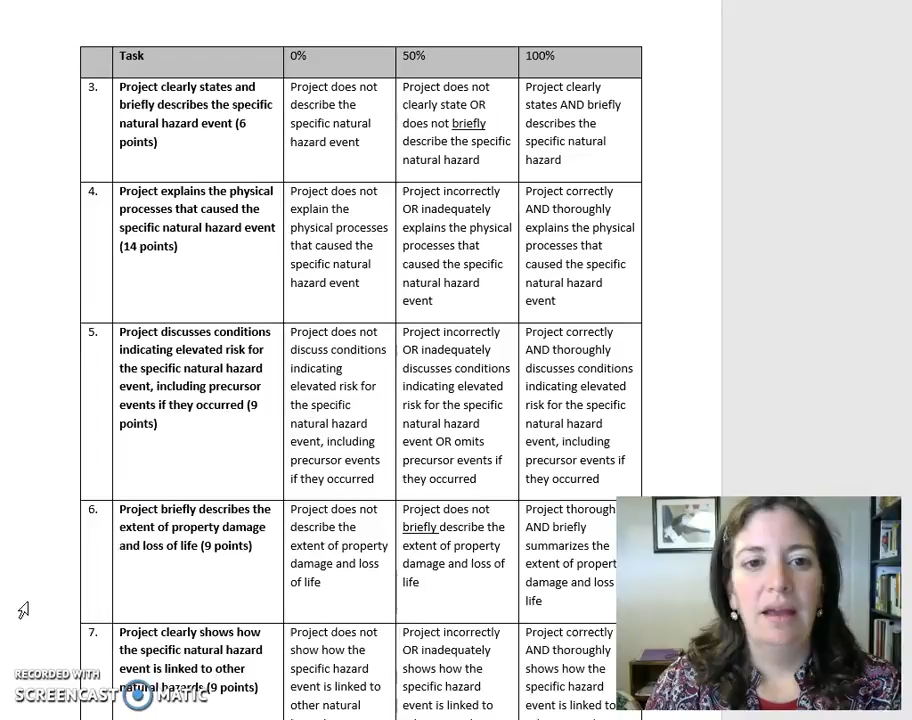 Task 0% 50% 100%
3. Project clearly states and
briefly describes the specific
natural hazard event (6
points)
Project does not
describe the
specific natural
hazard event
Project does not
clearly state OR
does not briefly
describe the specific
natural hazard
Project clearly
states AND briefly
describes the
specific natural
hazard
4. Project explains the physical
processes that caused the
specific natural hazard event
(14 points)
Project does not
explain the
physical processes
that caused the
specific natural
hazard event
Project incorrectly
OR inadequately
explains the physical
processes that
caused the specific
natural hazard
event
Project correctly
AND thoroughly
explains the physical
processes that
caused the specific
natural hazard
event
5. Project discusses conditions
indicating elevated risk for
the specific natural hazard
event, including precursor
events if they occurred (9
points)
Project does not
discuss conditions
indicating
elevated risk for
the specific
natural hazard
event, including
precursor events
if they occurred
Project incorrectly
OR inadequately
discusses conditions
indicating elevated
risk for the specific
natural hazard
event OR omits
precursor events if
they occurred
Project correctly
AND thoroughly
discusses conditions
indicating elevated
risk for the specific
natural hazard
event, including
precursor events if
they occurred
6. Project briefly describes the
extent of property damage
and loss of life (9 points)
Project does not
describe the
extent of property
damage and loss
of life
Project does not
briefly describe the
extent of property
damage and loss of
life
Project thorough
AND briefly
summarizes the
extent of propert
damage and loss
life
7. Project clearly shows how
the specific natural hazard
event is linked to other
natural hazards (9 points)
Project does not
show how the
specific hazard
event is linked to
other natural
Project incorrectly
OR inadequately
shows how the
specific hazard
event is linked to
Project correctly
AND thoroughly
shows how the
specific hazard
event is linked to
RECORDED WITH
SCREENCAST MATIC